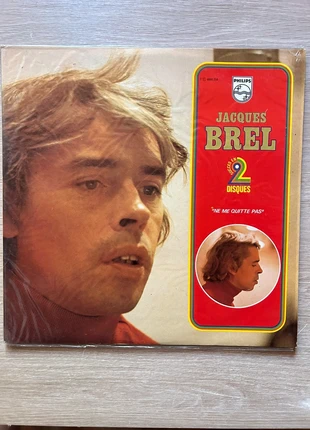 PHILIPS
JACQUES
BREL
2
DISQUES
"NE ME QUITTE PAS"